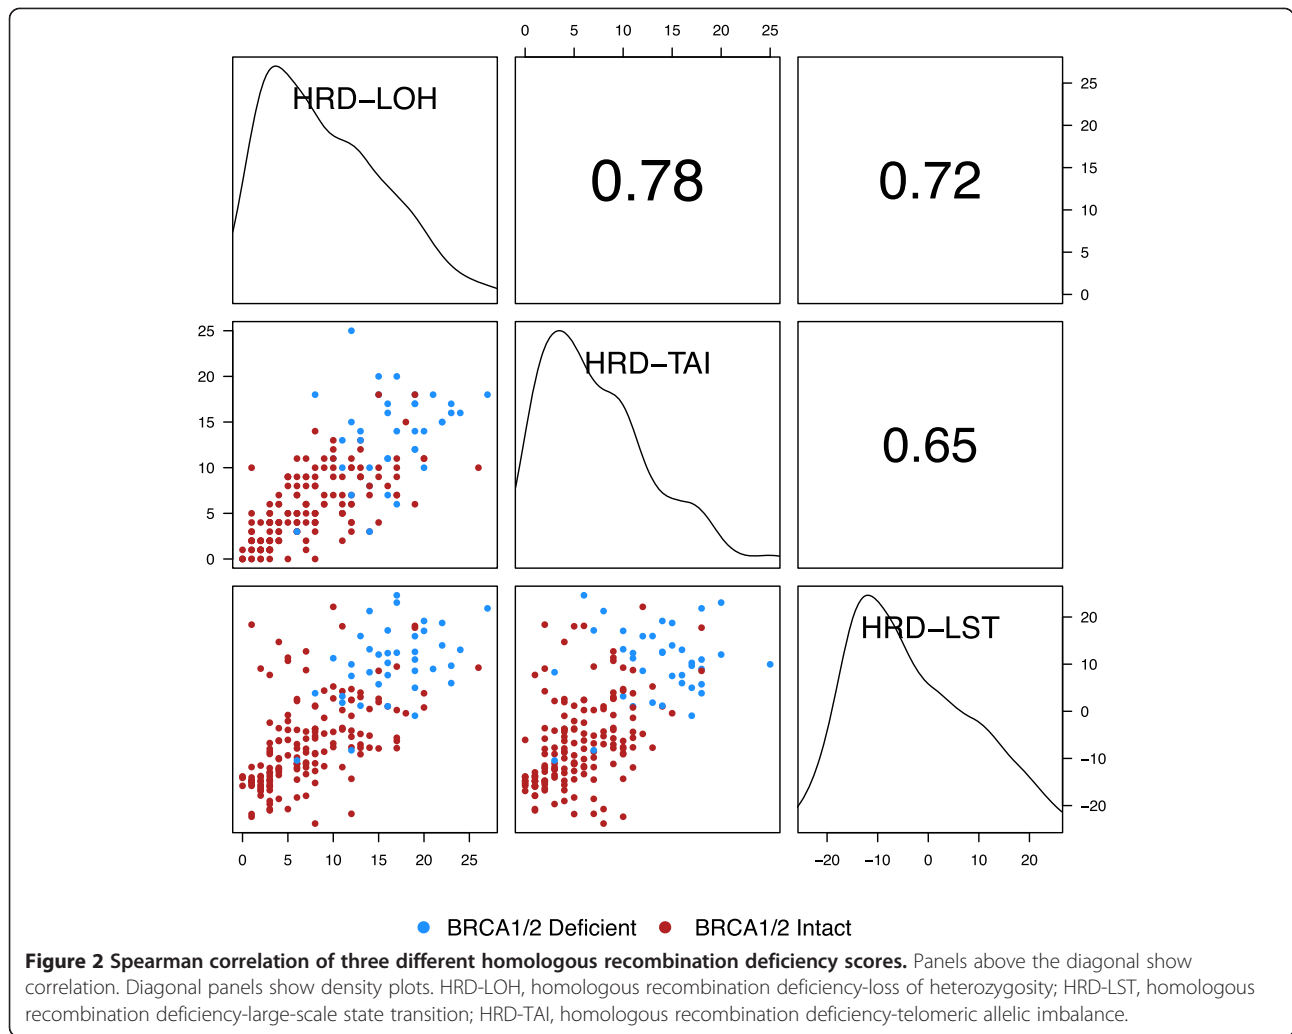 0 5 10 15 20 25
HRD−LOH
0.78
0.72
25
20
15
10
5
0
25
20
15
10
5
0
HRD−TAI
0.65
HRD−LST
20
10
0
−10
−20
0 5 10 15 20 25
−20 −10 0 10 20
BRCA1/2 Deficient BRCA1/2 Intact
Figure 2 Spearman correlation of three different homologous recombination deficiency scores. Panels above the diagonal show
correlation. Diagonal panels show density plots. HRD-LOH, homologous recombination deficiency-loss of heterozygosity; HRD-LST, homologous
recombination deficiency-large-scale state transition; HRD-TAI, homologous recombination deficiency-telomeric allelic imbalance.